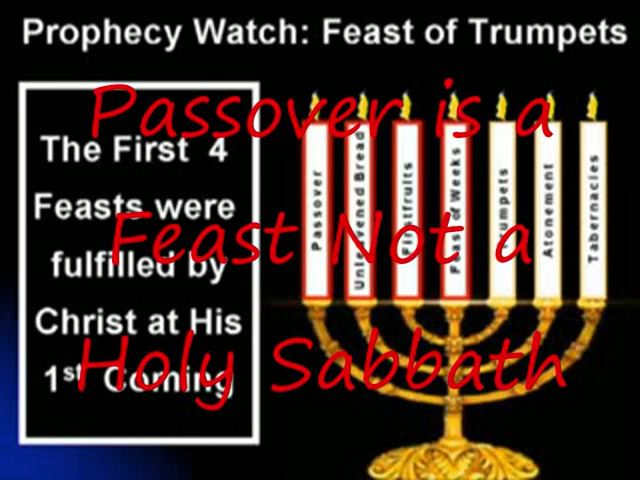 Prophecy Watch: Feast of Trumpets
Passover is a
Feast Not a
Holy Sabbath
The First 4
Feasts were
fulfilled by
Christ at His
1st Coming
Passover
Unleavened Bread
Firstfruits
Feast of Weeks
Trumpets
Atonement
Tabernacles